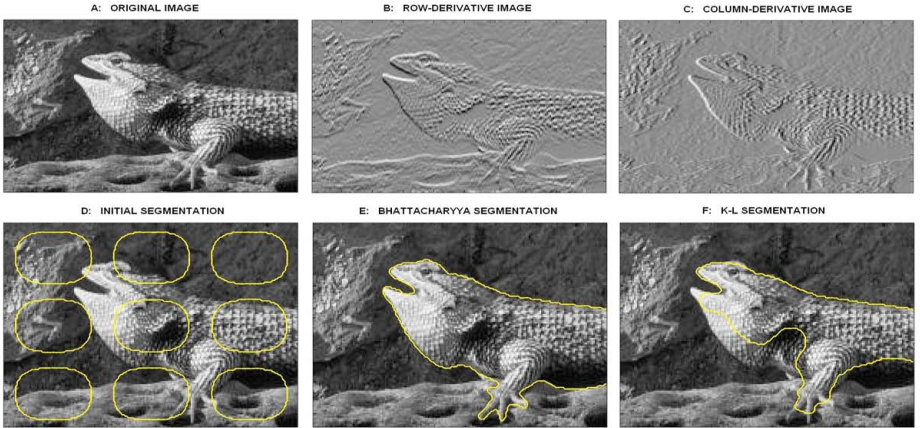 A: ORIGINAL IMAGE
B: ROW-DERIVATIVE IMAGE
C: COLUMN-DERIVATIVE IMAGE
D: INITIAL SEGMENTATION
E: BHATTACHARYYA SEGMENTATION
F: K-L SEGMENTATION